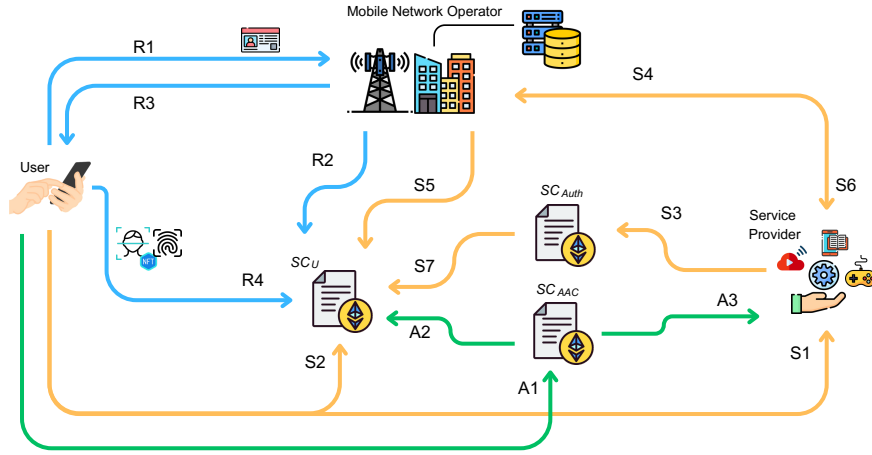 Mobile Network Operator
R1
S4
R3
User
R2
S5
SC Auth
S3
S6
Service
Provider
NFT
SC U
R4
S7
SC AAC
A2
A3
S2
S1
A1